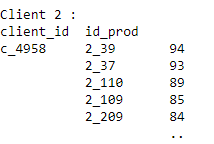 Client 2 :
client_id  id_prod
c_4958     2_39       94
           2_37       93
           2_110      89
           2_109      85
           2_209      84
                      ..